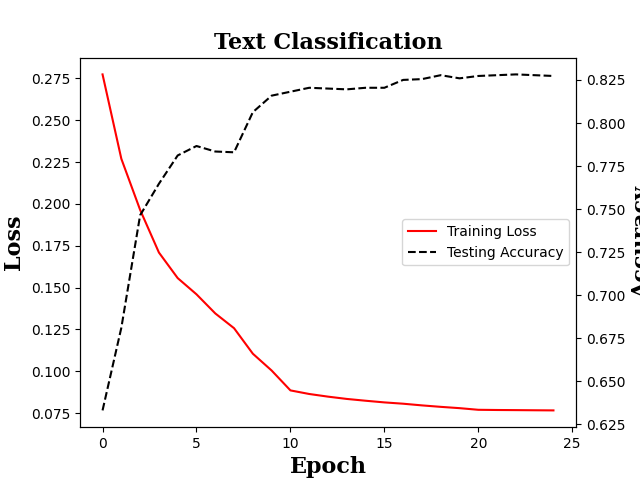 Text Classification
Loss
0.275
0.250
0.225
0.200
0.175
0.150
0.125
0.100
0.075
Training Loss
Testing Accuracy
0.825
0.800
0.775
0.750
0.725
0.700
0.675
0.650
0.625
Accuracy
0 5 10 15 20 25
Epoch